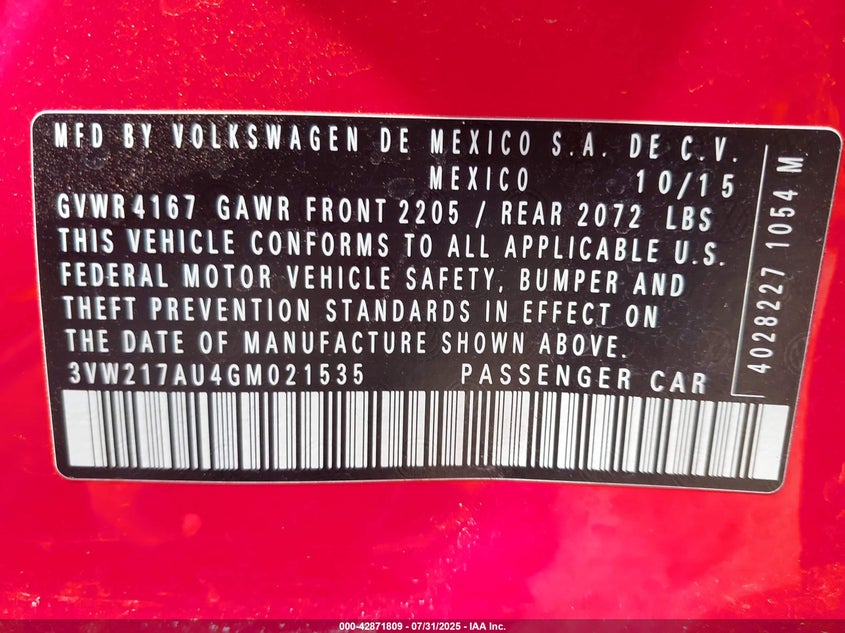 MFD BY VOLKSWAGEN DE MEXICO S.A. DE C.V.
MEXICO 10/15
GVWR 4167 GAWR FRONT 2205 / REAR 2072 LBS
THIS VEHICLE CONFORMS TO ALL APPLICABLE U.S.
FEDERAL MOTOR VEHICLE SAFETY, BUMPER AND
THEFT PREVENTION STANDARDS IN EFFECT ON
THE DATE OF MANUFACTURE SHOWN ABOVE.
3VW217AU4GM021535 PASSENGER CAR
4028227 1054 M
000-42871809 - 07/31/2025 - IAA Inc.